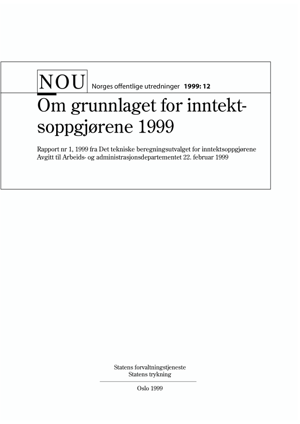 NOU Norges offentlige utredninger 1999: 12
Om grunnlaget for inntekt-
soppgjørene 1999
Rapport nr 1, 1999 fra Det tekniske beregningsutvalget for inntektsoppgjørene
Avgitt til Arbeids- og administrasjonsdepartementet 22. februar 1999
Statens forvaltningstjeneste
Statens trykning
Oslo 1999